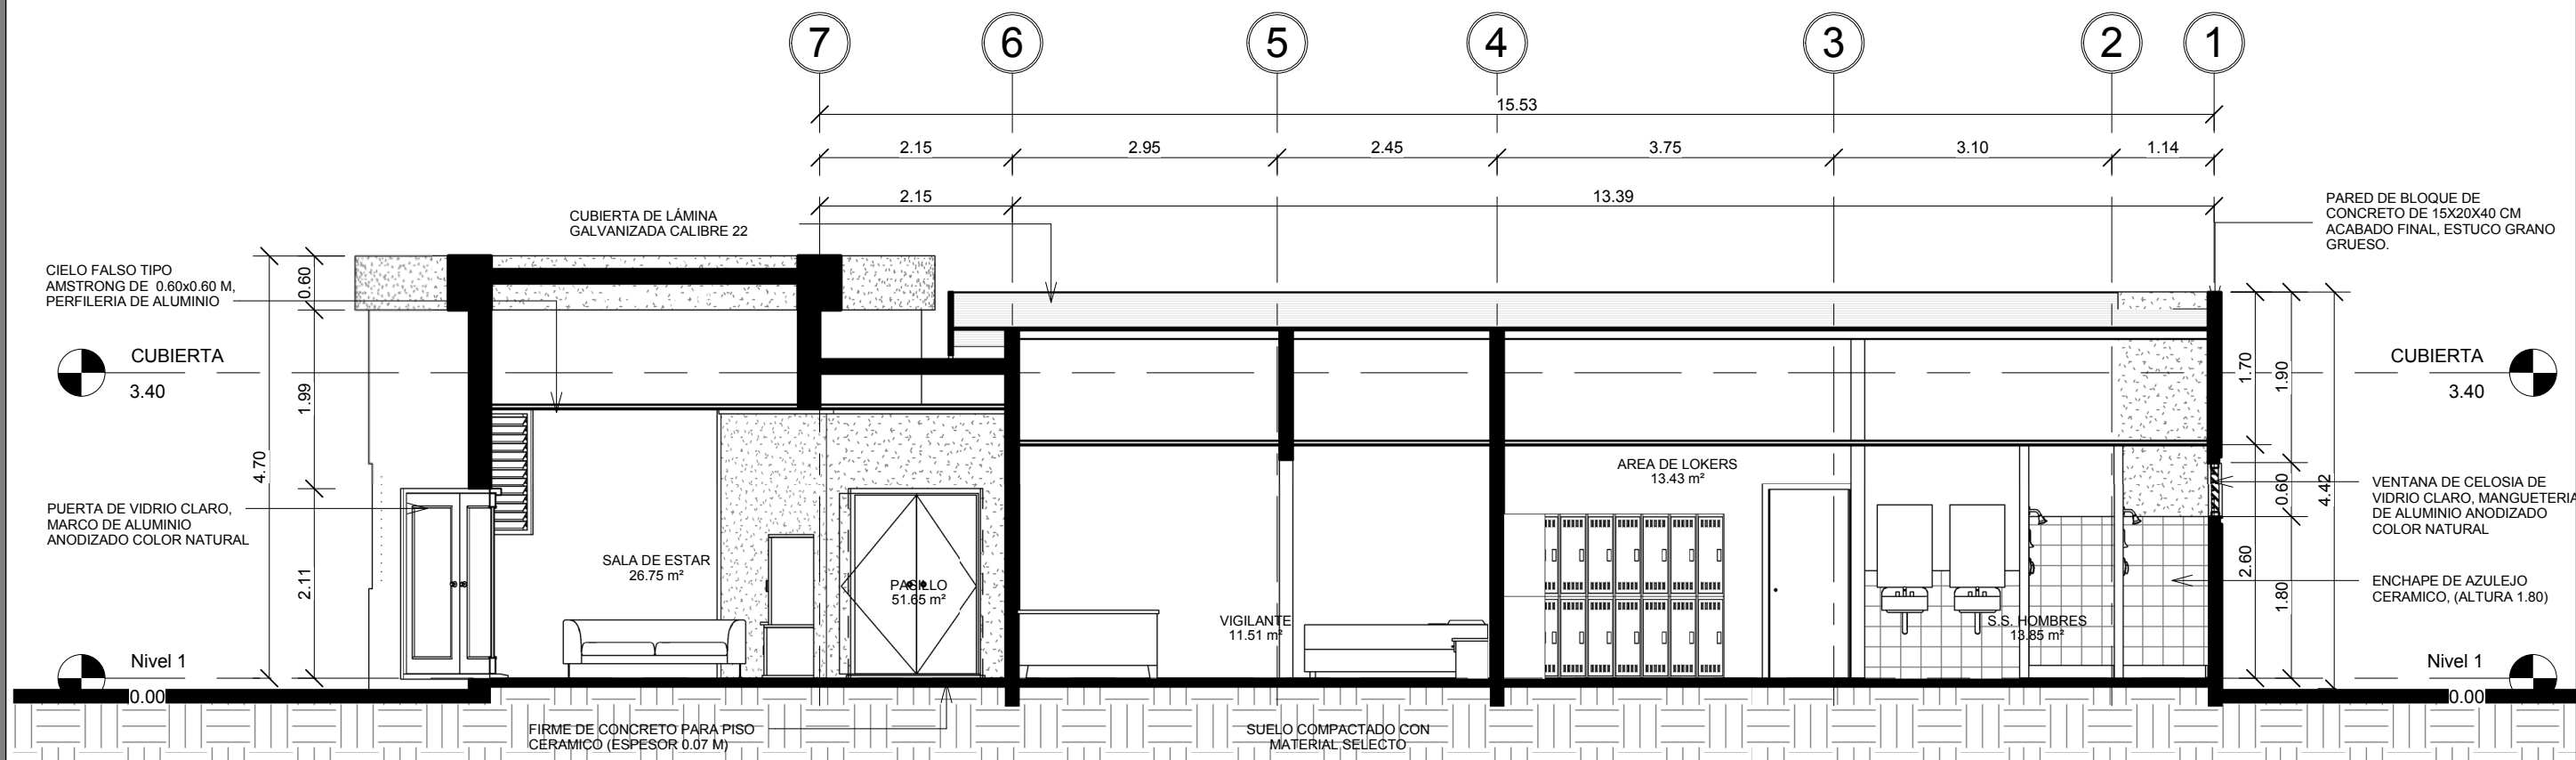 7 6 5 4 3 2 1
15.53
2.15 2.95 2.45 3.75 3.10 1.14
2.15 13.39
CUBIERTA DE LÁMINA
GALVANIZADA CALIBRE 22
PARED DE BLOQUE DE
CONCRETO DE 15X20X40 CM
ACABADO FINAL, ESTUCO GRANO
GRUESO.
CIELO FALSO TIPO
AMSTRONG DE 0.60x0.60 M,
PERFILERIA DE ALUMINIO
0.60
1.99
2.11
4.70
CUBIERTA
3.40
CUBIERTA
3.40
1.70
2.60
1.90
0.60
1.80
4.42
PUERTA DE VIDRIO CLARO,
MARCO DE ALUMINIO
ANODIZADO COLOR NATURAL
SALA DE ESTAR
26.75 m²
PASILLO
51.65 m²
VIGILANTE
11.51 m²
AREA DE LOKERS
13.43 m²
S.S. HOMBRES
13.85 m²
VENTANA DE CELOSIA DE
VIDRIO CLARO, MANGUETERIA
DE ALUMINIO ANODIZADO
COLOR NATURAL
ENCHAPE DE AZULEJO
CERAMICO, (ALTURA 1.80)
Nivel 1
0.00
Nivel 1
0.00
FIRME DE CONCRETO PARA PISO
CERAMICO (ESPESOR 0.07 M)
SUELO COMPACTADO CON
MATERIAL SELECTO